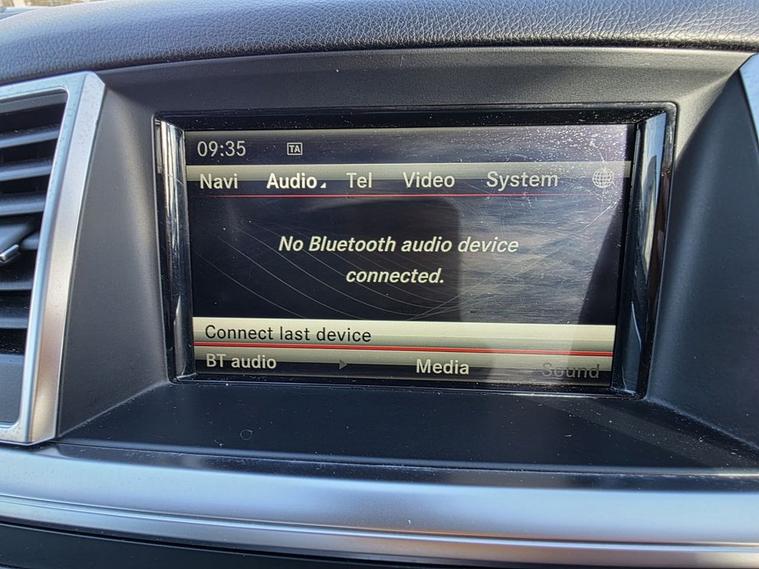 09:35 TA
Navi Audio Tel Video System
No Bluetooth audio device
connected.
Connect last device
BT audio Media Sound